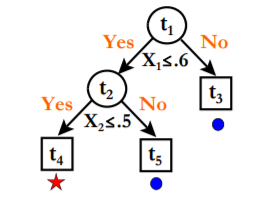 t1
Yes No
X1≤.6
t2
t3
Yes No
X2≤.5
t4 t5